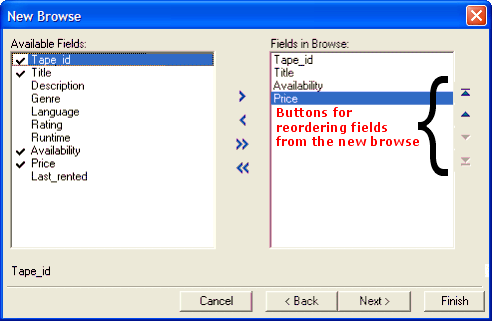 New Browse
Available Fields:
Tape_id
Title
Description
Genre
Language
Rating
Runtime
Availability
Price
Last_rented
Fields in Browse:
Tape_id
Title
Availability
Price
Buttons for
reordering fields
from the new browse
Tape_id
Cancel
< Back
Next >
Finish